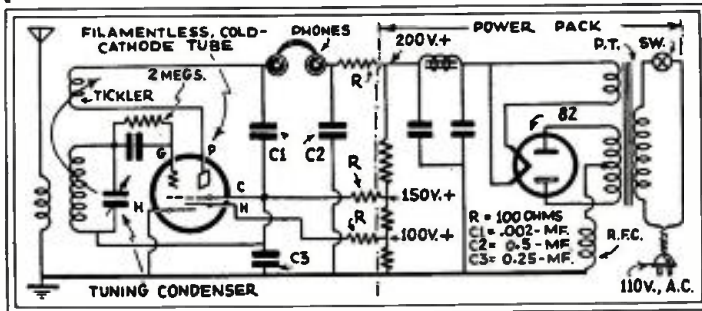 POWER PACK
FILAMENTLESS, COLD-
CATHODE TUBE
PHONES
200V.+
P.T.
SW.
2 MEGS.
TICKLER
R
82
G
P
C1
C2
C
H
H
R
150V.+
R
100V.+
C3
R = 100 OHMS
C1 = .002-MF.
C2 = 0.5-MF.
C3 = 0.25-MF.
R.F.C.
TUNING CONDENSER
110V., A.C.